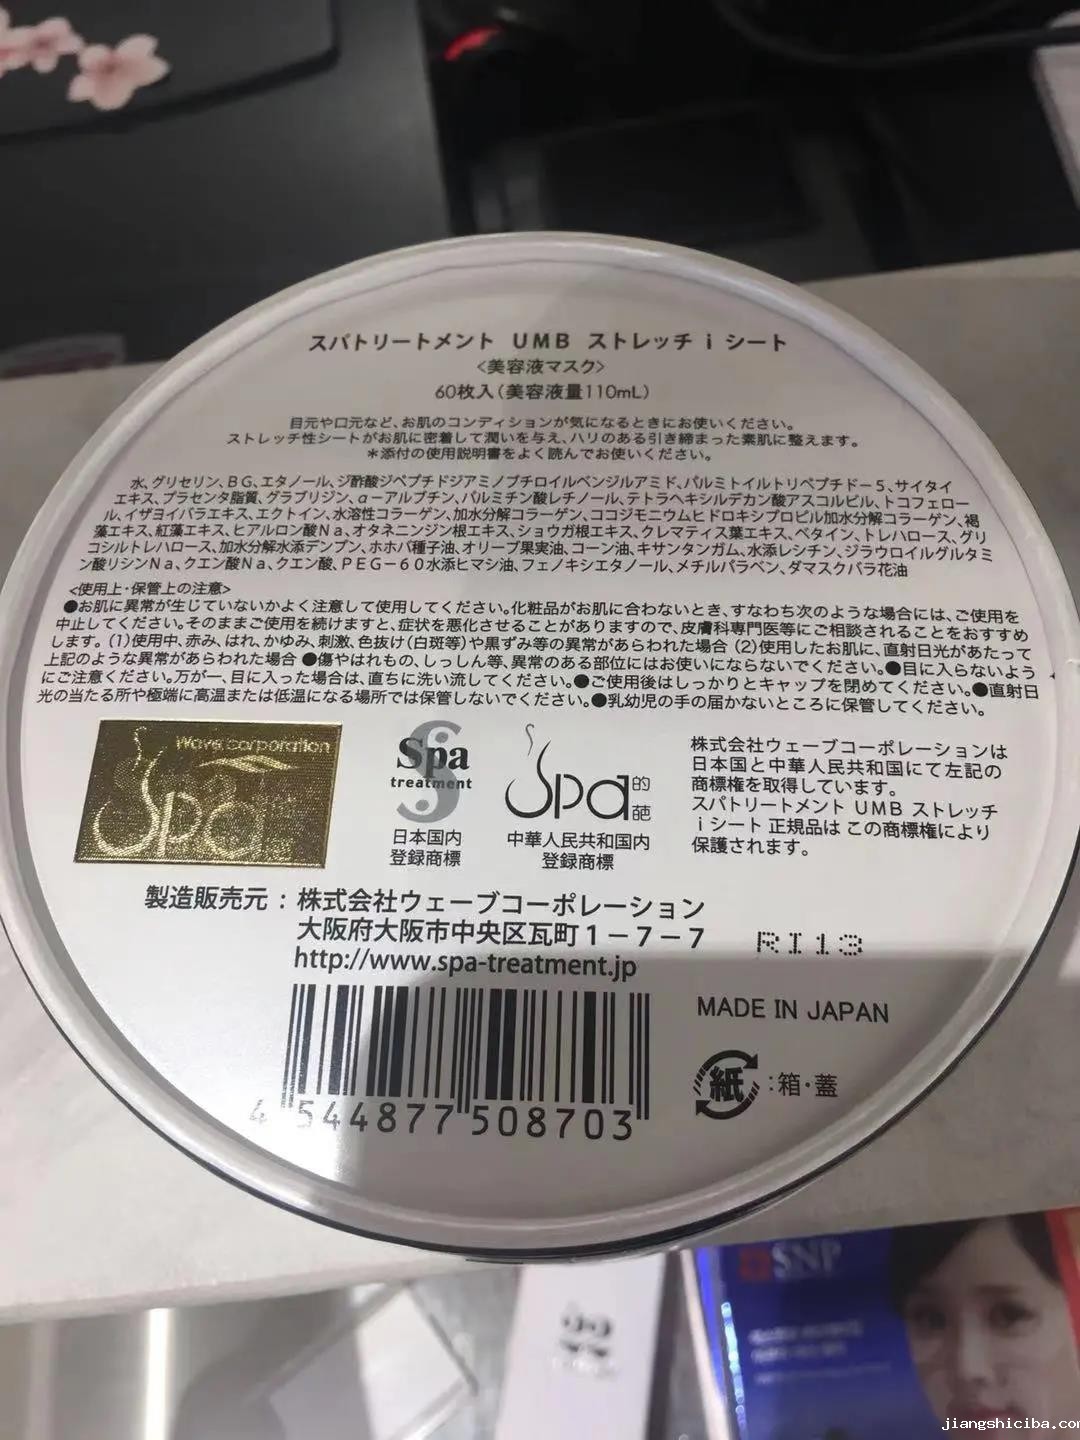 スパトリートメント UMB ストレッチ i シート
<美容液マスク>
60枚入(美容液量110mL)
目元や口元など、お肌のコンディションが気になるときにお使いください。
ストレッチ性シートがお肌に密着して潤いを与え、ハリのある引き締まった素肌に整えます。
*添付の使用説明書をよく読んでお使いください。
水、グリセリン、BG、エタノール、ジ酢酸ジペプチドジアミノブチロイルベンジルアミド、パルミトイルトリペプチド-5、サイタイ
エキス、プラセンタ脂質、グラブリジン、α-アルブチン、パルミチン酸レチノール、テトラヘキシルデカン酸アスコルビル、トコフェロー
ル、イザヨイバラエキス、エクトイン、水溶性コラーゲン、加水分解コラーゲン、ココジモニウムヒドロキシプロピル加水分解コラーゲン、褐
藻エキス、紅藻エキス、ヒアルロン酸Na、オタネニンジン根エキス、ショウガ根エキス、クレマティス葉エキス、ベタイン、トレハロース、グリ
コシルトレハロース、加水分解水添デンプン、ホホバ種子油、オリーブ果実油、コーン油、キサンタンガム、水添レシチン、ジラウロイルグルタミ
ン酸リシンNa、クエン酸Na、クエン酸、PEG-60水添ヒマシ油、フェノキシエタノール、メチルパラベン、ダマスクバラ花油
<使用上・保管上の注意>
●お肌に異常が生じていないかよく注意して使用してください。化粧品がお肌に合わないとき、すなわち次のような場合には、ご使用を
中止してください。そのままご使用を続けますと、症状を悪化させることがありますので、皮膚科専門医等にご相談されることをおすすめ
します。(1)使用中、赤み、はれ、かゆみ、刺激、色抜け(白斑等)や黒ずみ等の異常があらわれた場合 (2)使用したお肌に、直射日光があたって
上記のような異常があらわれた場合 ●傷やはれもの、しっしん等、異常のある部位にはお使いにならないでください。●目に入らないよう
にご注意ください。万が一、目に入った場合は、直ちに洗い流してください。●ご使用後はしっかりとキャップを閉めてください。●直射日
光の当たる所や極端に高温または低温になる場所では保管しないでください。●乳幼児の手の届かないところに保管してください。
Wave corporation
Spa
Spa
treatment
日本国内
登録商標
Spa的
葩
中華人民共和国内
登録商標
株式会社ウェーブコーポレーションは
日本国と中華人民共和国にて左記の
商標権を取得しています。
スパトリートメント UMB ストレッチ
i シート 正規品は この商標権により
保護されます。
製造販売元:株式会社ウェーブコーポレーション
大阪府大阪市中央区瓦町1-7-7
http://www.spa-treatment.jp
RI13
MADE IN JAPAN
紙:箱・蓋
4 544877 508703
SNP
jiangshiciba.com